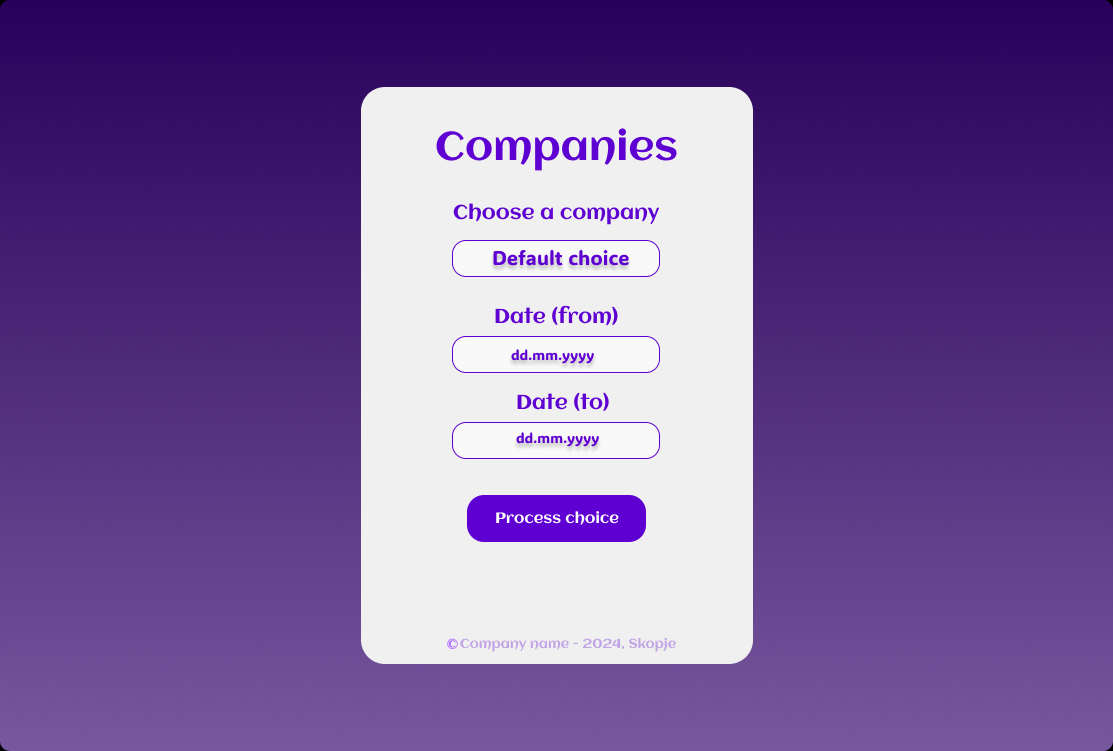 Companies
Choose a company
Default choice
Date (from)
dd.mm.yyyy
Date (to)
dd.mm.yyyy
Process choice
©Company name - 2024, Skopje